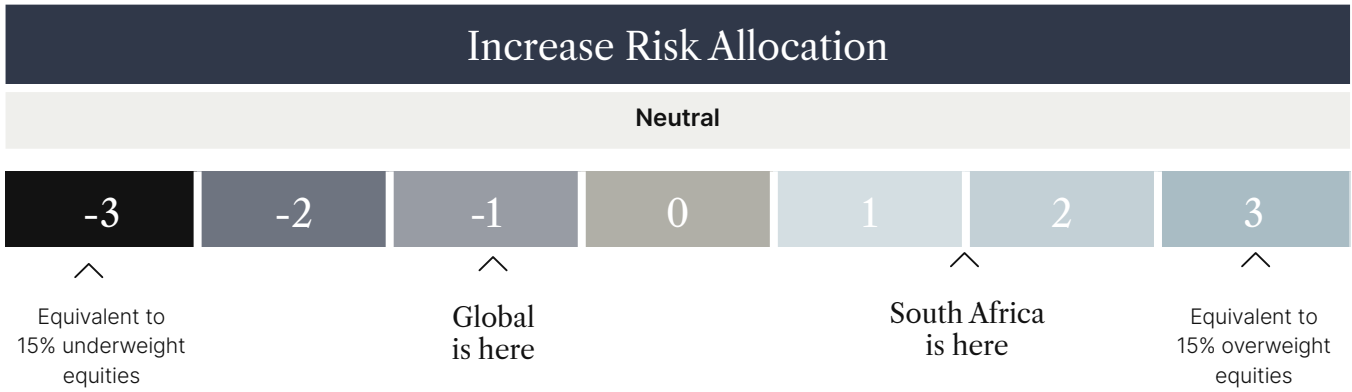 Increase Risk Allocation
Neutral
-3 -2 -1 0 1 2 3
Equivalent to
15% underweight
equities
Global
is here
South Africa
is here
Equivalent to
15% overweight
equities